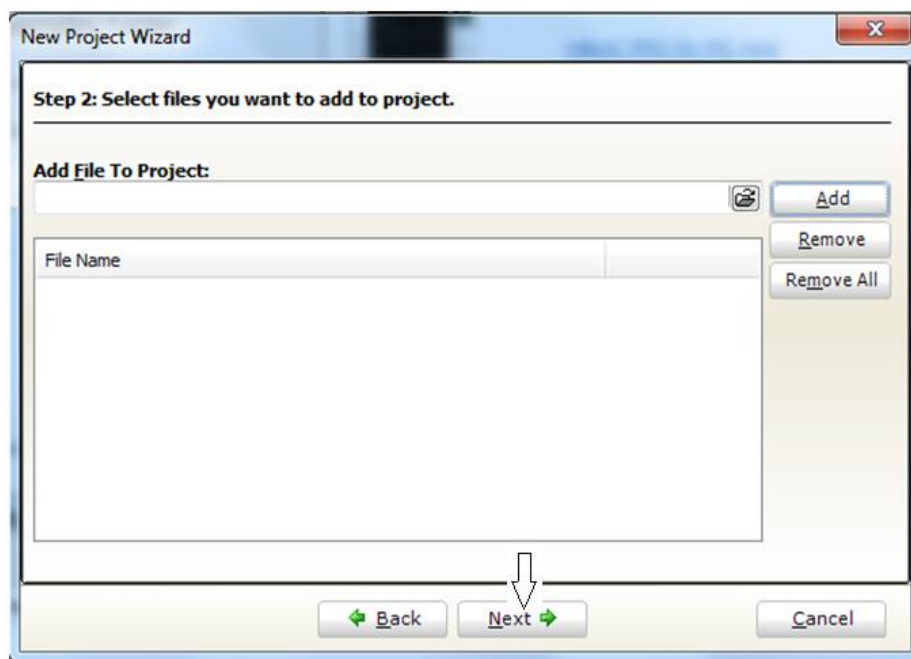 New Project Wizard
Step 2: Select files you want to add to project.
Add File To Project:
Add
Remove
File Name
Remove All
Back
Next
Cancel